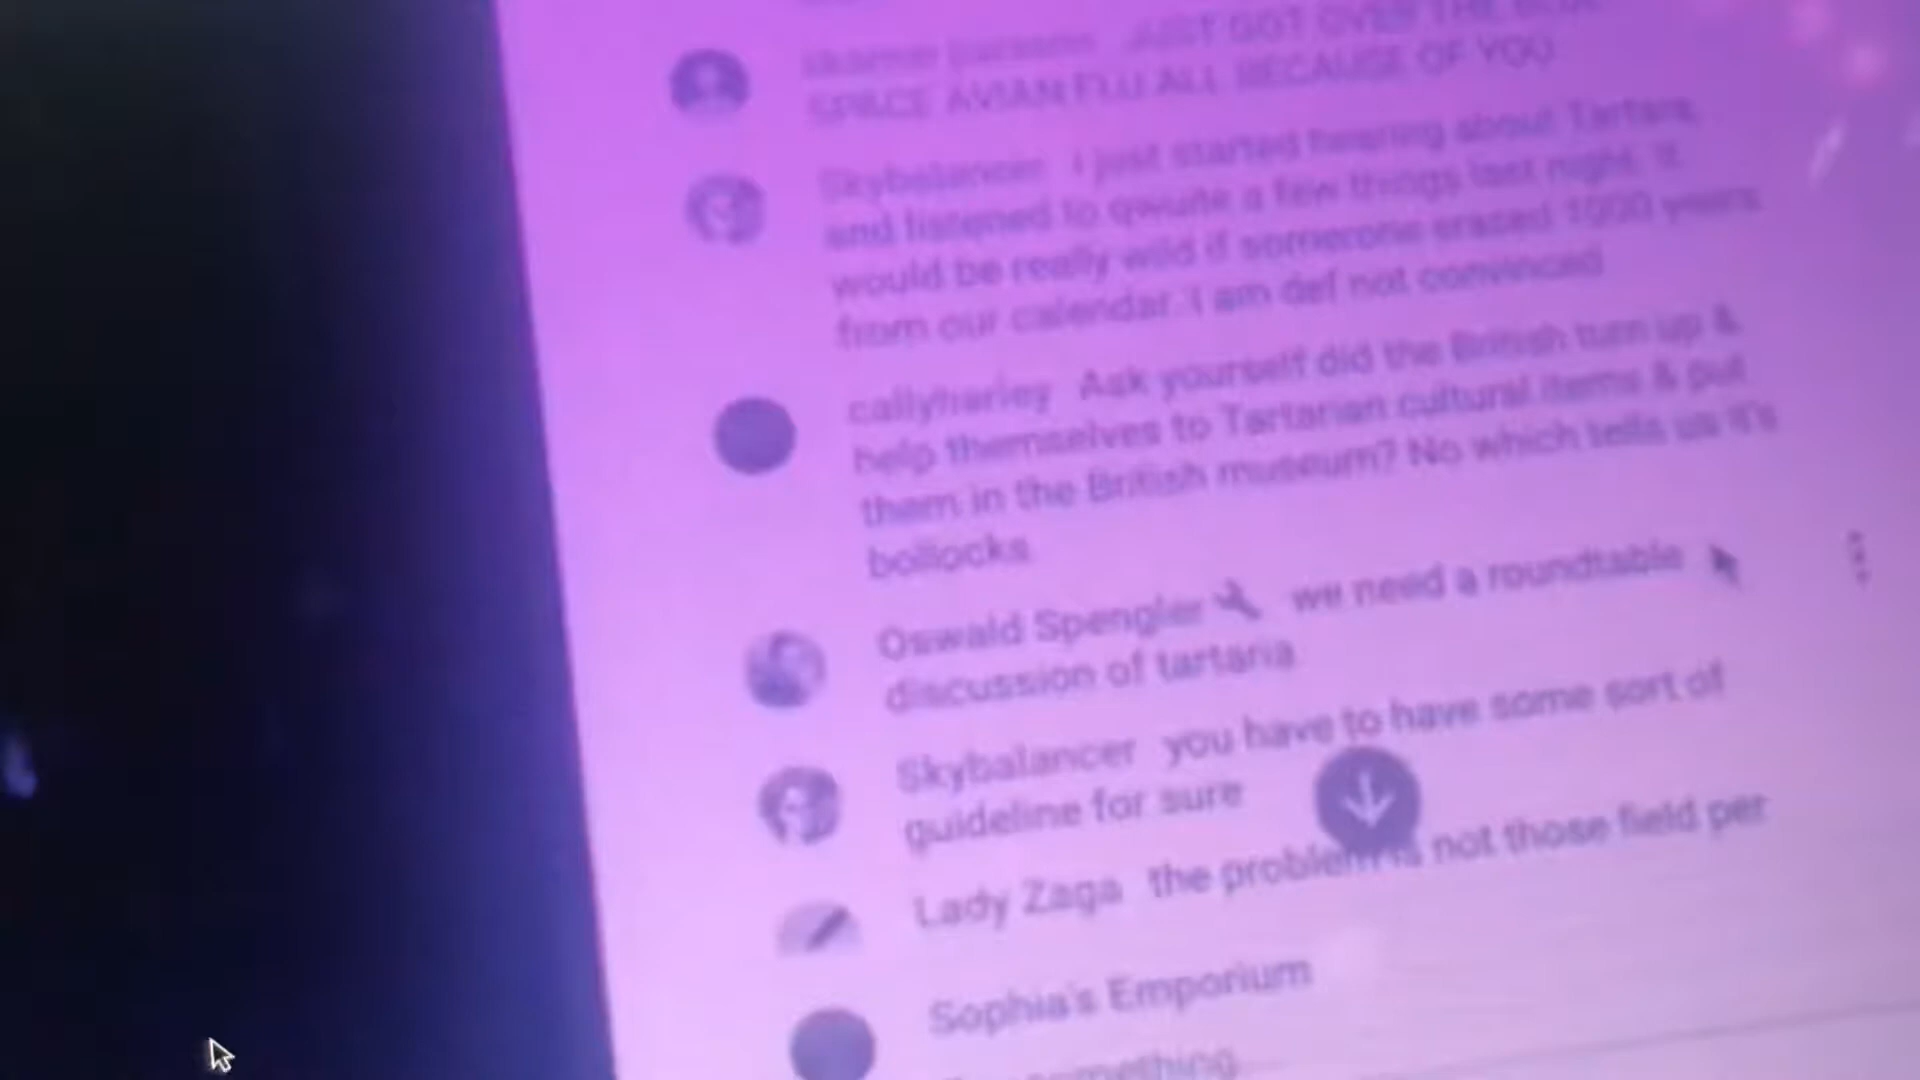 JUST GOT OVER THE
SPACE AVIAN FLU ALL BECAUSE OF YOU
Skybalancer I just started hearing about Tartara,
and listened to qwuite a few things last night. It
would be really wild if somerone erased 1000 years
from our calendar. I am def not convinced
callyharley Ask yourself did the British turn up &
help themselves to Tartarian cultural items & put
them in the British museum? No which tells us it's
bollocks
Oswald Spengler we need a roundtable
discussion of tartaria
Skybalancer you have to have some sort of
guideline for sure
Lady Zaga the problem is not those field per
Sophia's Emporium
something...